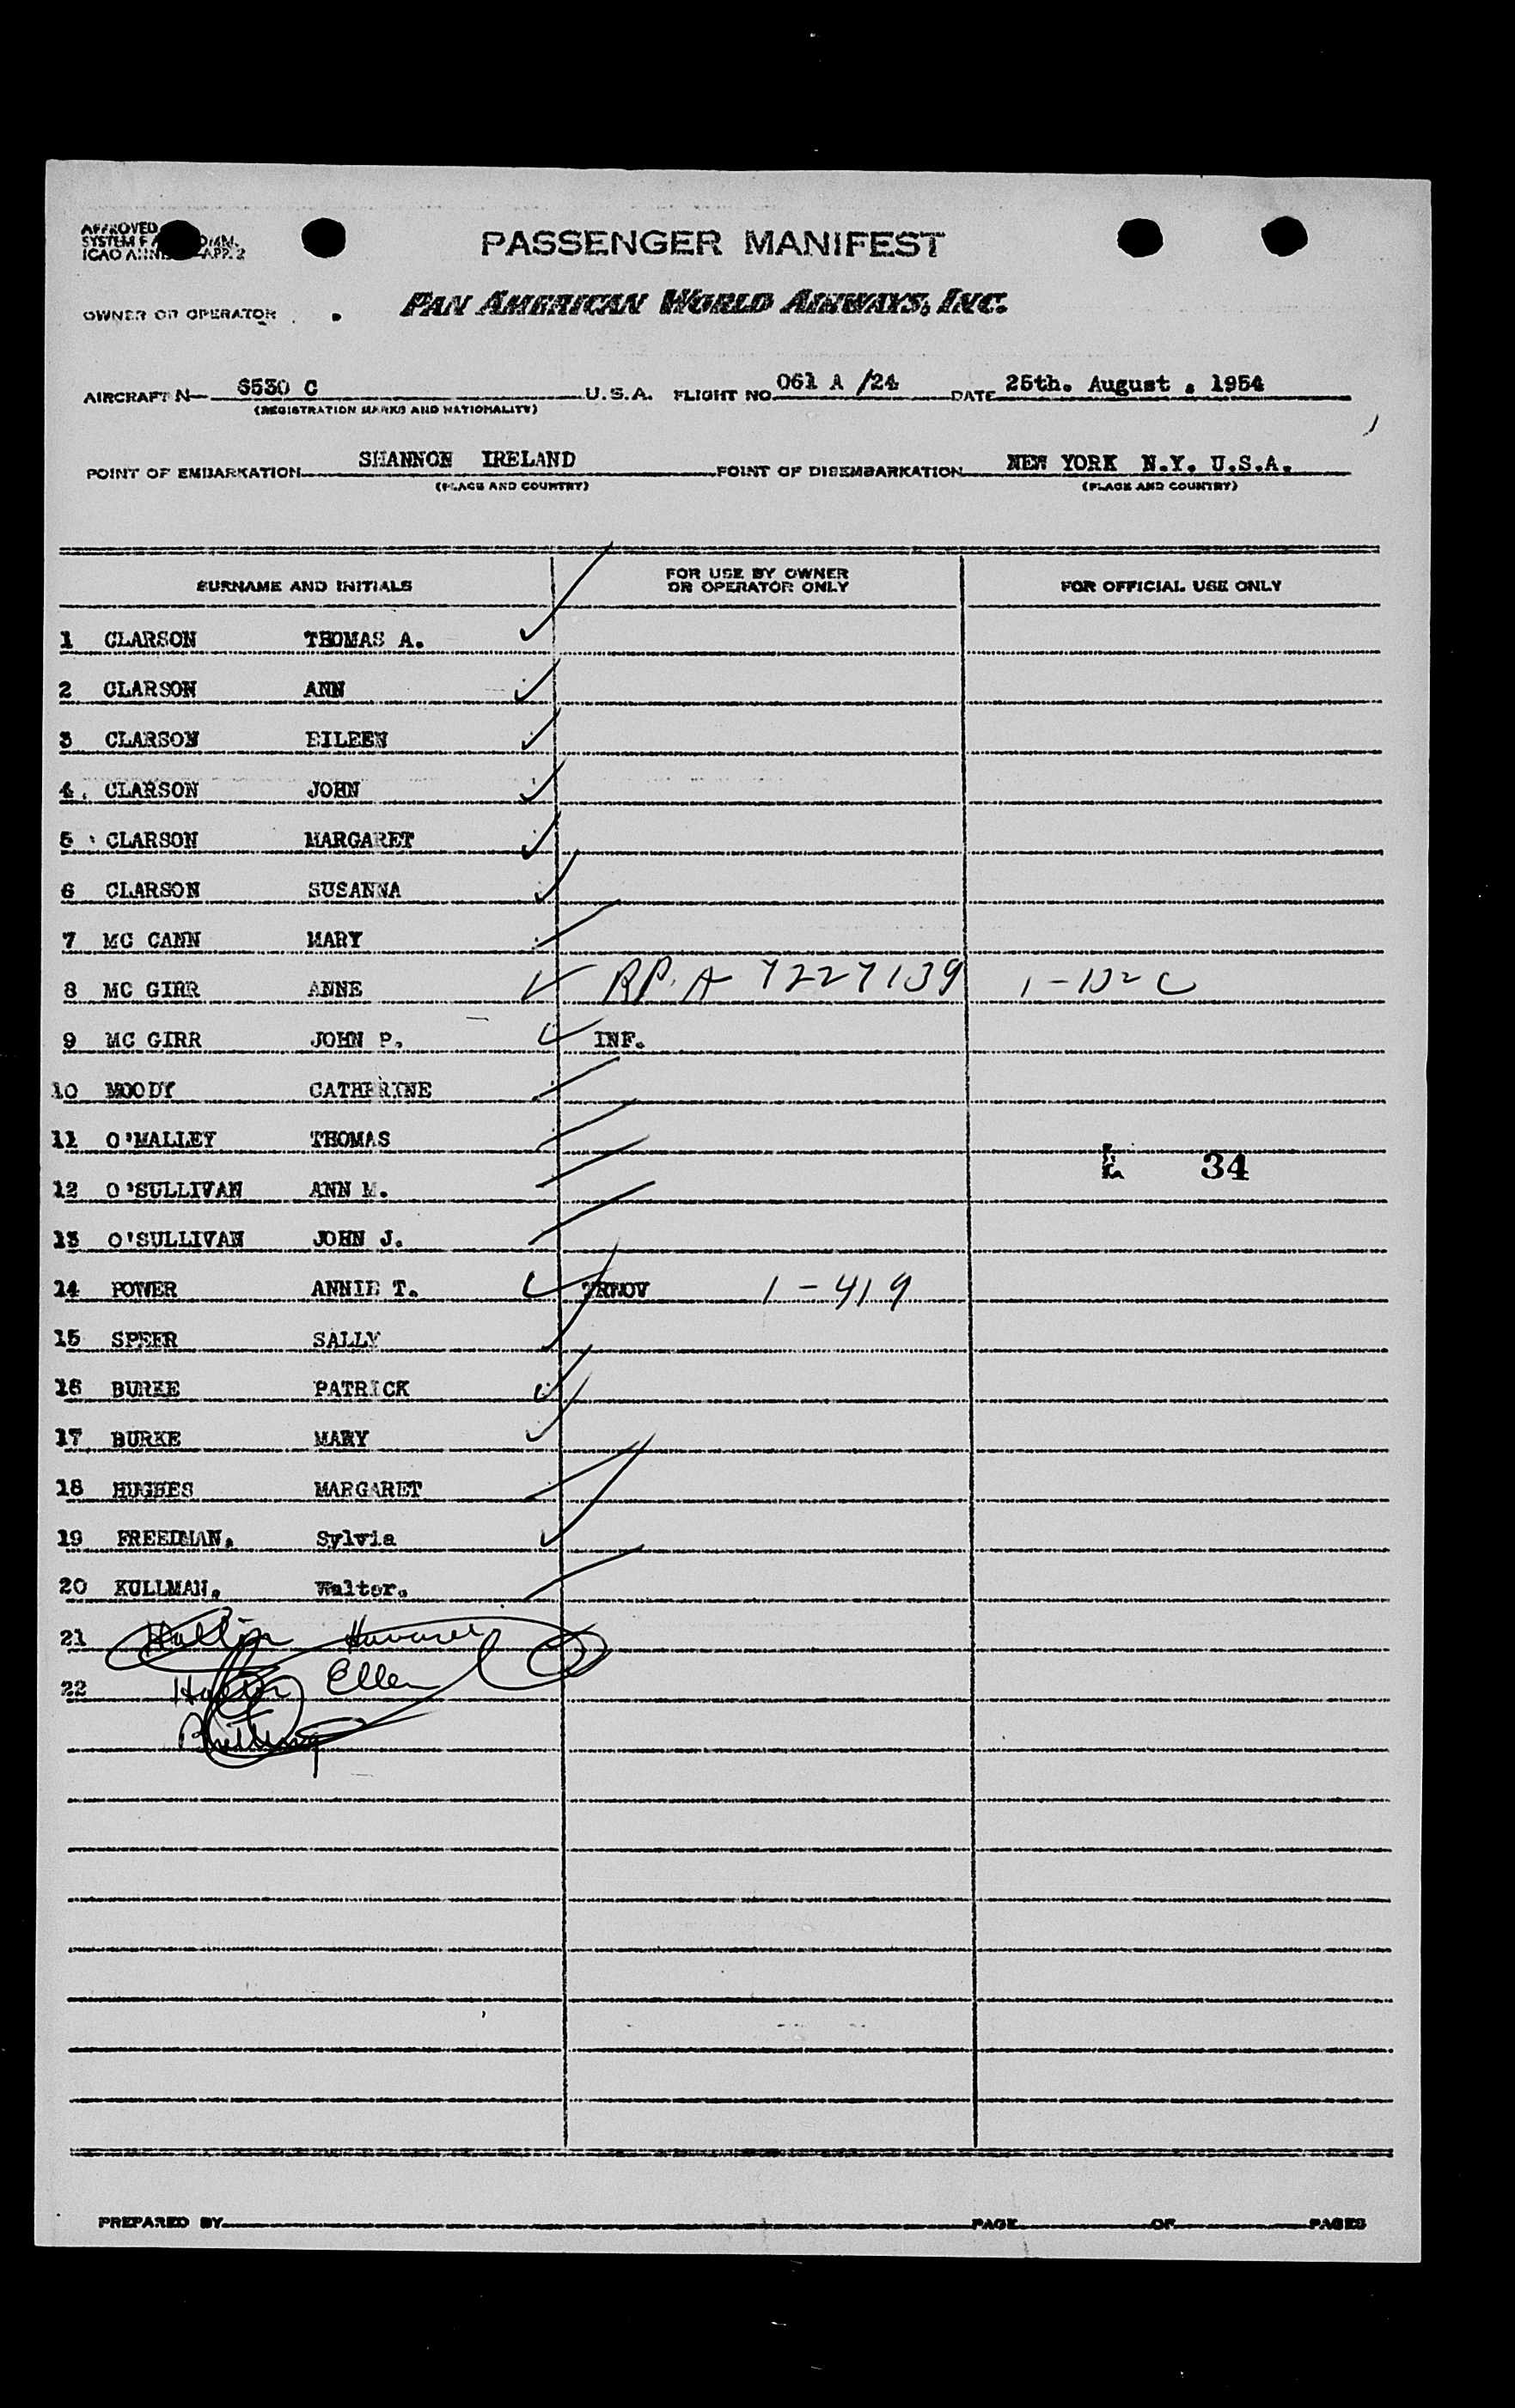 PASSENGER MANIFEST
PAN AMERICAN WORLD AIRWAYS, INC.
OWNER OR OPERATOR
AIRCRAFT N 6530 C U.S.A. FLIGHT NO. 061 A /24 DATE 25th. August . 1954
(REGISTRATION MARKS AND NATIONALITY)
POINT OF EMBARKATION SHANNON IRELAND POINT OF DISEMBARKATION NEW YORK N.Y. U.S.A.
(PLACE AND COUNTRY) (PLACE AND COUNTRY)
SURNAME AND INITIALS FOR USE BY OWNER OR OPERATOR ONLY FOR OFFICIAL USE ONLY
1 CLARSON THOMAS A.
2 CLARSON ANN
3 CLARSON EILEEN
4 CLARSON JOHN
5 CLARSON MARGARET
6 CLARSON SUSANNA
7 MC CANN MARY
8 MC GIRR ANNE RP. A 7227139
9 MC GIRR JOHN P. INF.
10 MOODY CATHERINE
11 O'MALLEY THOMAS
34
12 O'SULLIVAN ANN M.
13 O'SULLIVAN JOHN J.
14 POWER ANNIE T. 1-419
15 SPEER SALLY
16 BURKE PATRICK
17 BURKE MARY
18 HUGHES MARGARET
19 FREEDMAN, Sylvia
20 KULLMAN, Walter.
21
22 Ellen
PREPARED BY PAGE OF PAGES